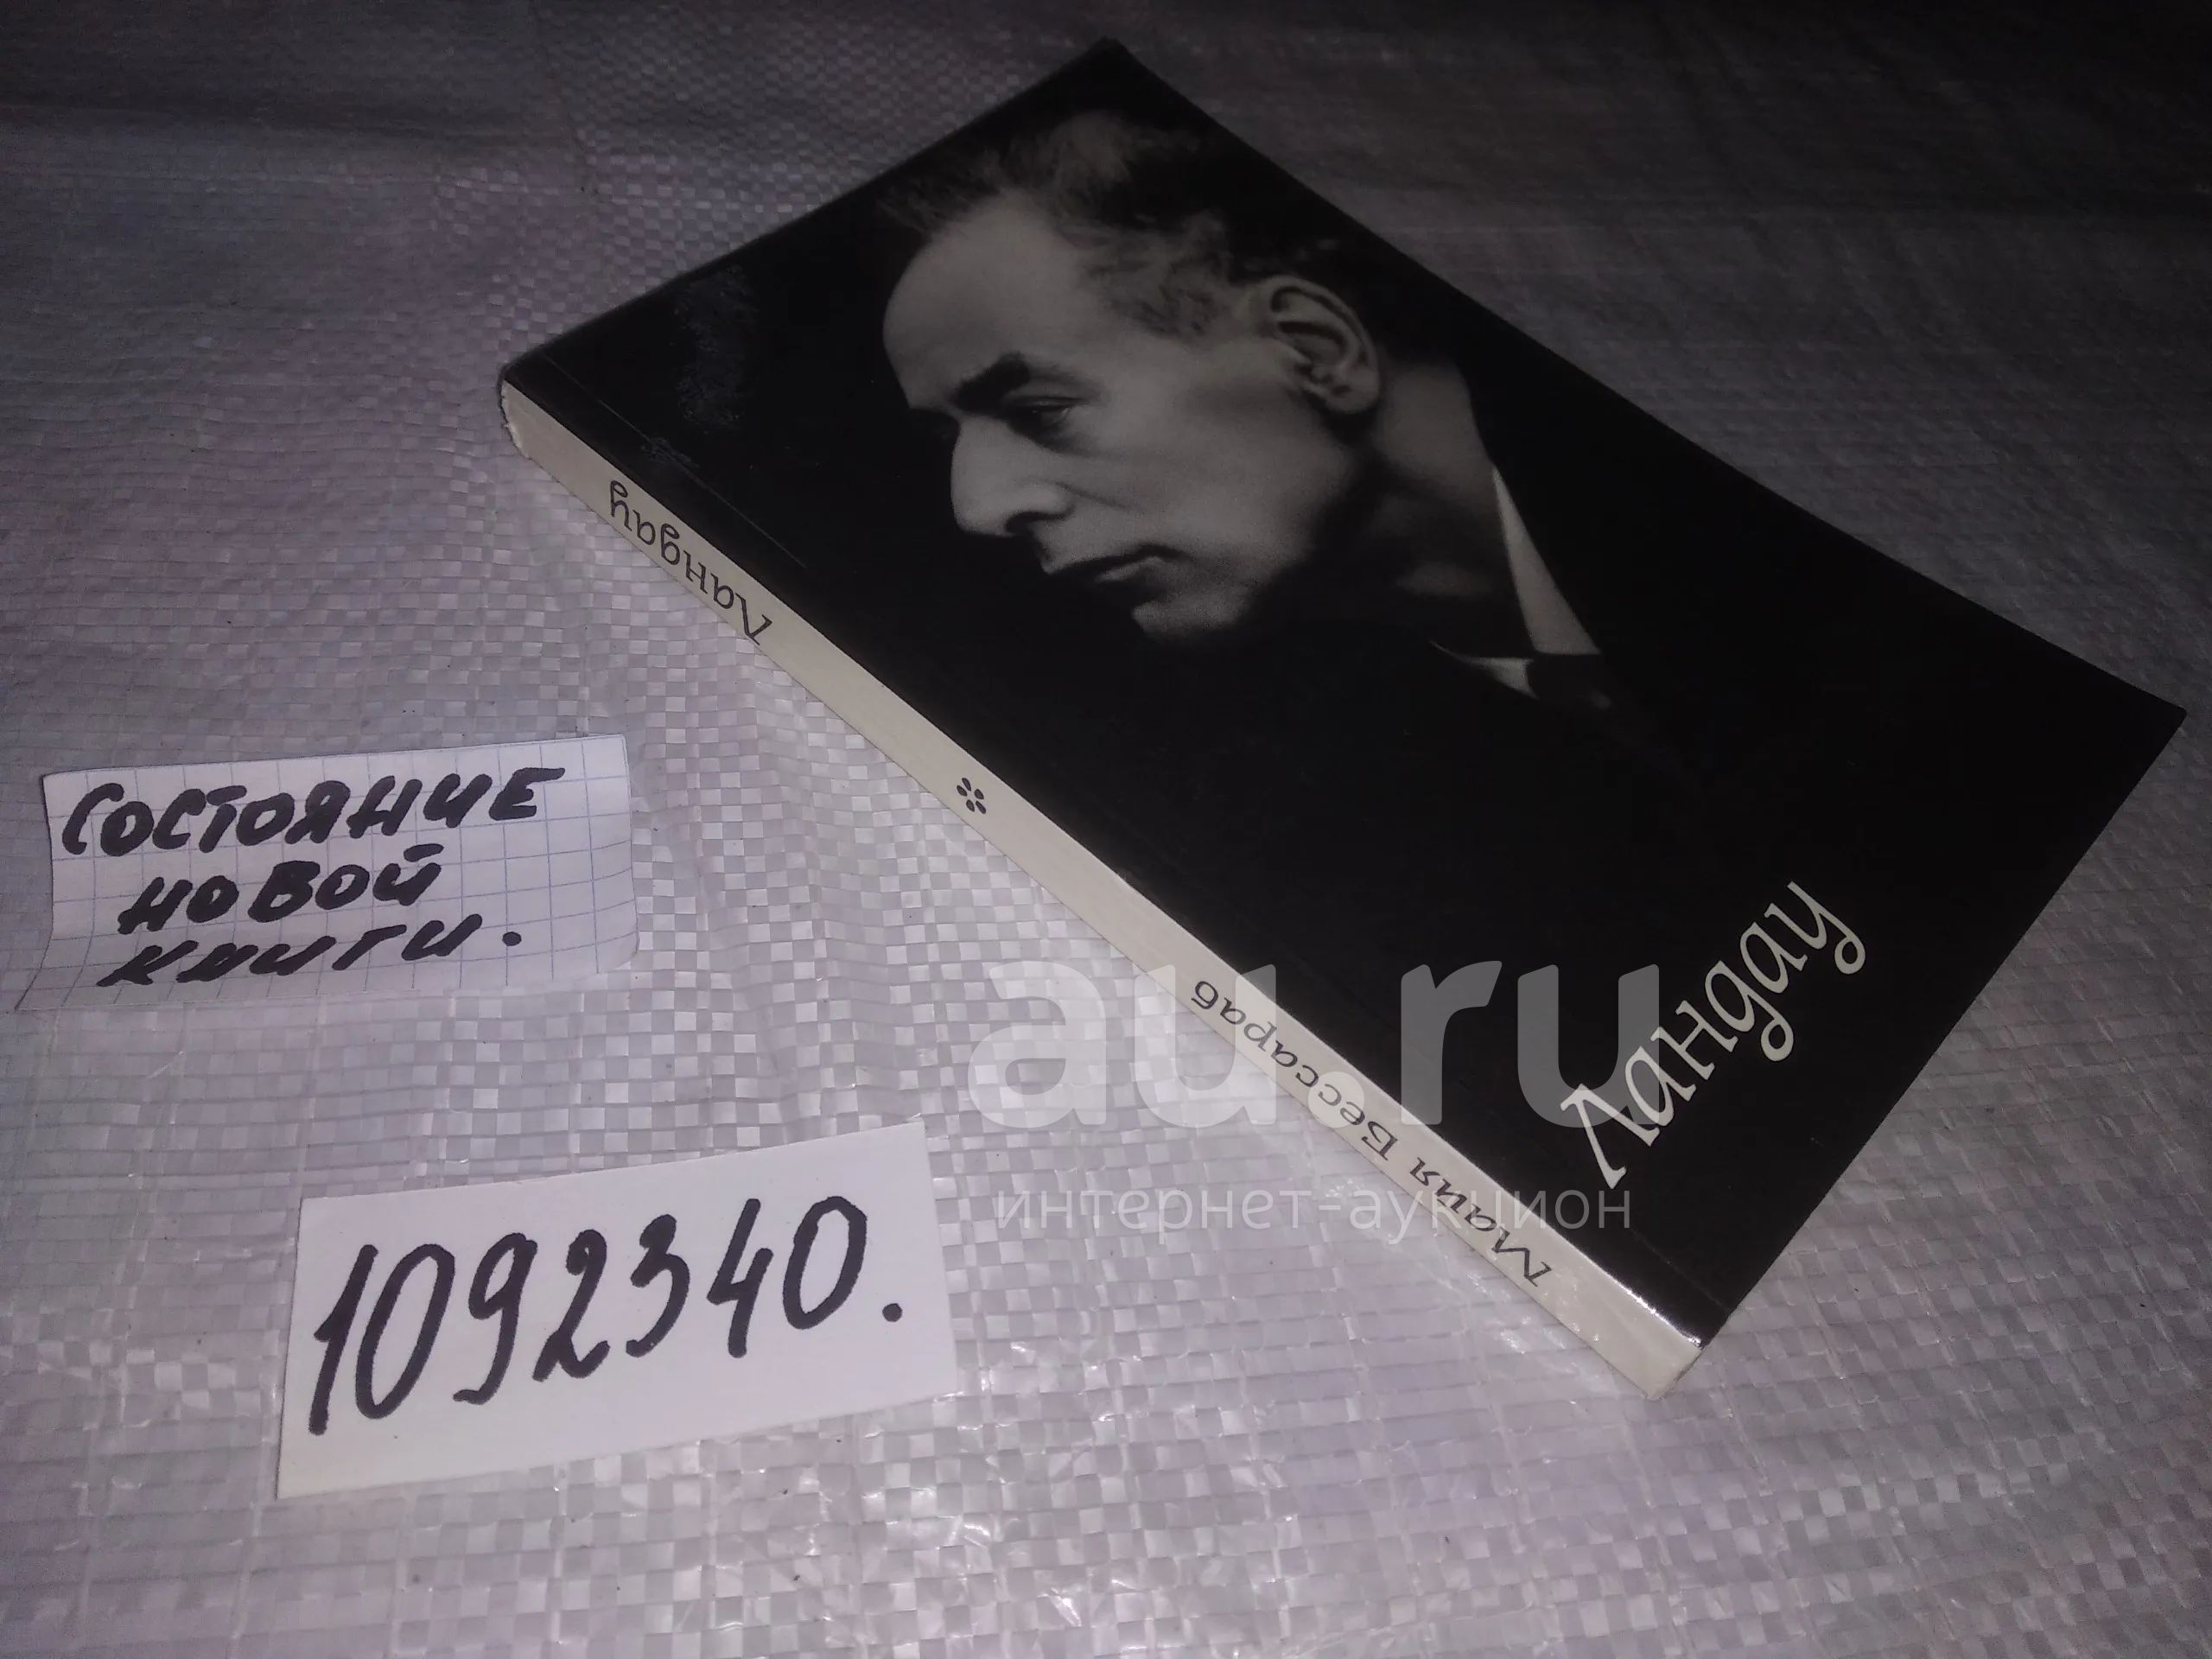 Ландау
Майя Бессараб
Ландау
СОСТОЯНИЕ
НОВОЙ
КНИГИ.
au.ru
интернет-аукцион
1092340.